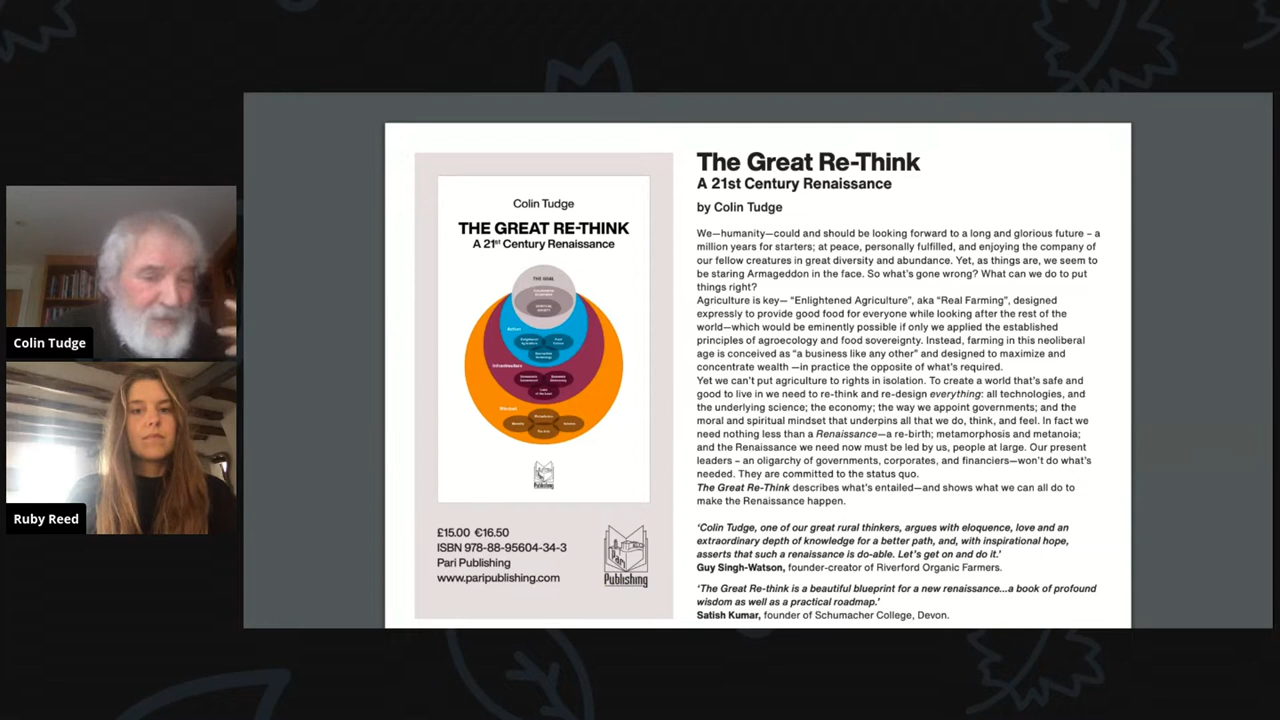 Colin Tudge
Ruby Reed
Colin Tudge
THE GREAT RE-THINK
A 21st Century Renaissance
THE GOAL
Action
Infrastructure
Mindset
Pari
Publishing
£15.00 €16.50
ISBN 978-88-95604-34-3
Pari Publishing
www.paripublishing.com
Pari
Publishing
The Great Re-Think
A 21st Century Renaissance
by Colin Tudge
We—humanity—could and should be looking forward to a long and glorious future – a
million years for starters; at peace, personally fulfilled, and enjoying the company of
our fellow creatures in great diversity and abundance. Yet, as things are, we seem to
be staring Armageddon in the face. So what's gone wrong? What can we do to put
things right?
Agriculture is key— “Enlightened Agriculture”, aka “Real Farming”, designed
expressly to provide good food for everyone while looking after the rest of the
world—which would be eminently possible if only we applied the established
principles of agroecology and food sovereignty. Instead, farming in this neoliberal
age is conceived as “a business like any other” and designed to maximize and
concentrate wealth —in practice the opposite of what's required.
Yet we can't put agriculture to rights in isolation. To create a world that's safe and
good to live in we need to re-think and re-design everything: all technologies, and
the underlying science; the economy; the way we appoint governments; and the
moral and spiritual mindset that underpins all that we do, think, and feel. In fact we
need nothing less than a Renaissance—a re-birth; metamorphosis and metanoia;
and the Renaissance we need now must be led by us, people at large. Our present
leaders – an oligarchy of governments, corporates, and financiers—won't do what's
needed. They are committed to the status quo.
The Great Re-Think describes what's entailed—and shows what we can all do to
make the Renaissance happen.
‘Colin Tudge, one of our great rural thinkers, argues with eloquence, love and an
extraordinary depth of knowledge for a better path, and, with inspirational hope,
asserts that such a renaissance is do-able. Let's get on and do it.’
Guy Singh-Watson, founder-creator of Riverford Organic Farmers.
‘The Great Re-think is a beautiful blueprint for a new renaissance...a book of profound
wisdom as well as a practical roadmap.’
Satish Kumar, founder of Schumacher College, Devon.